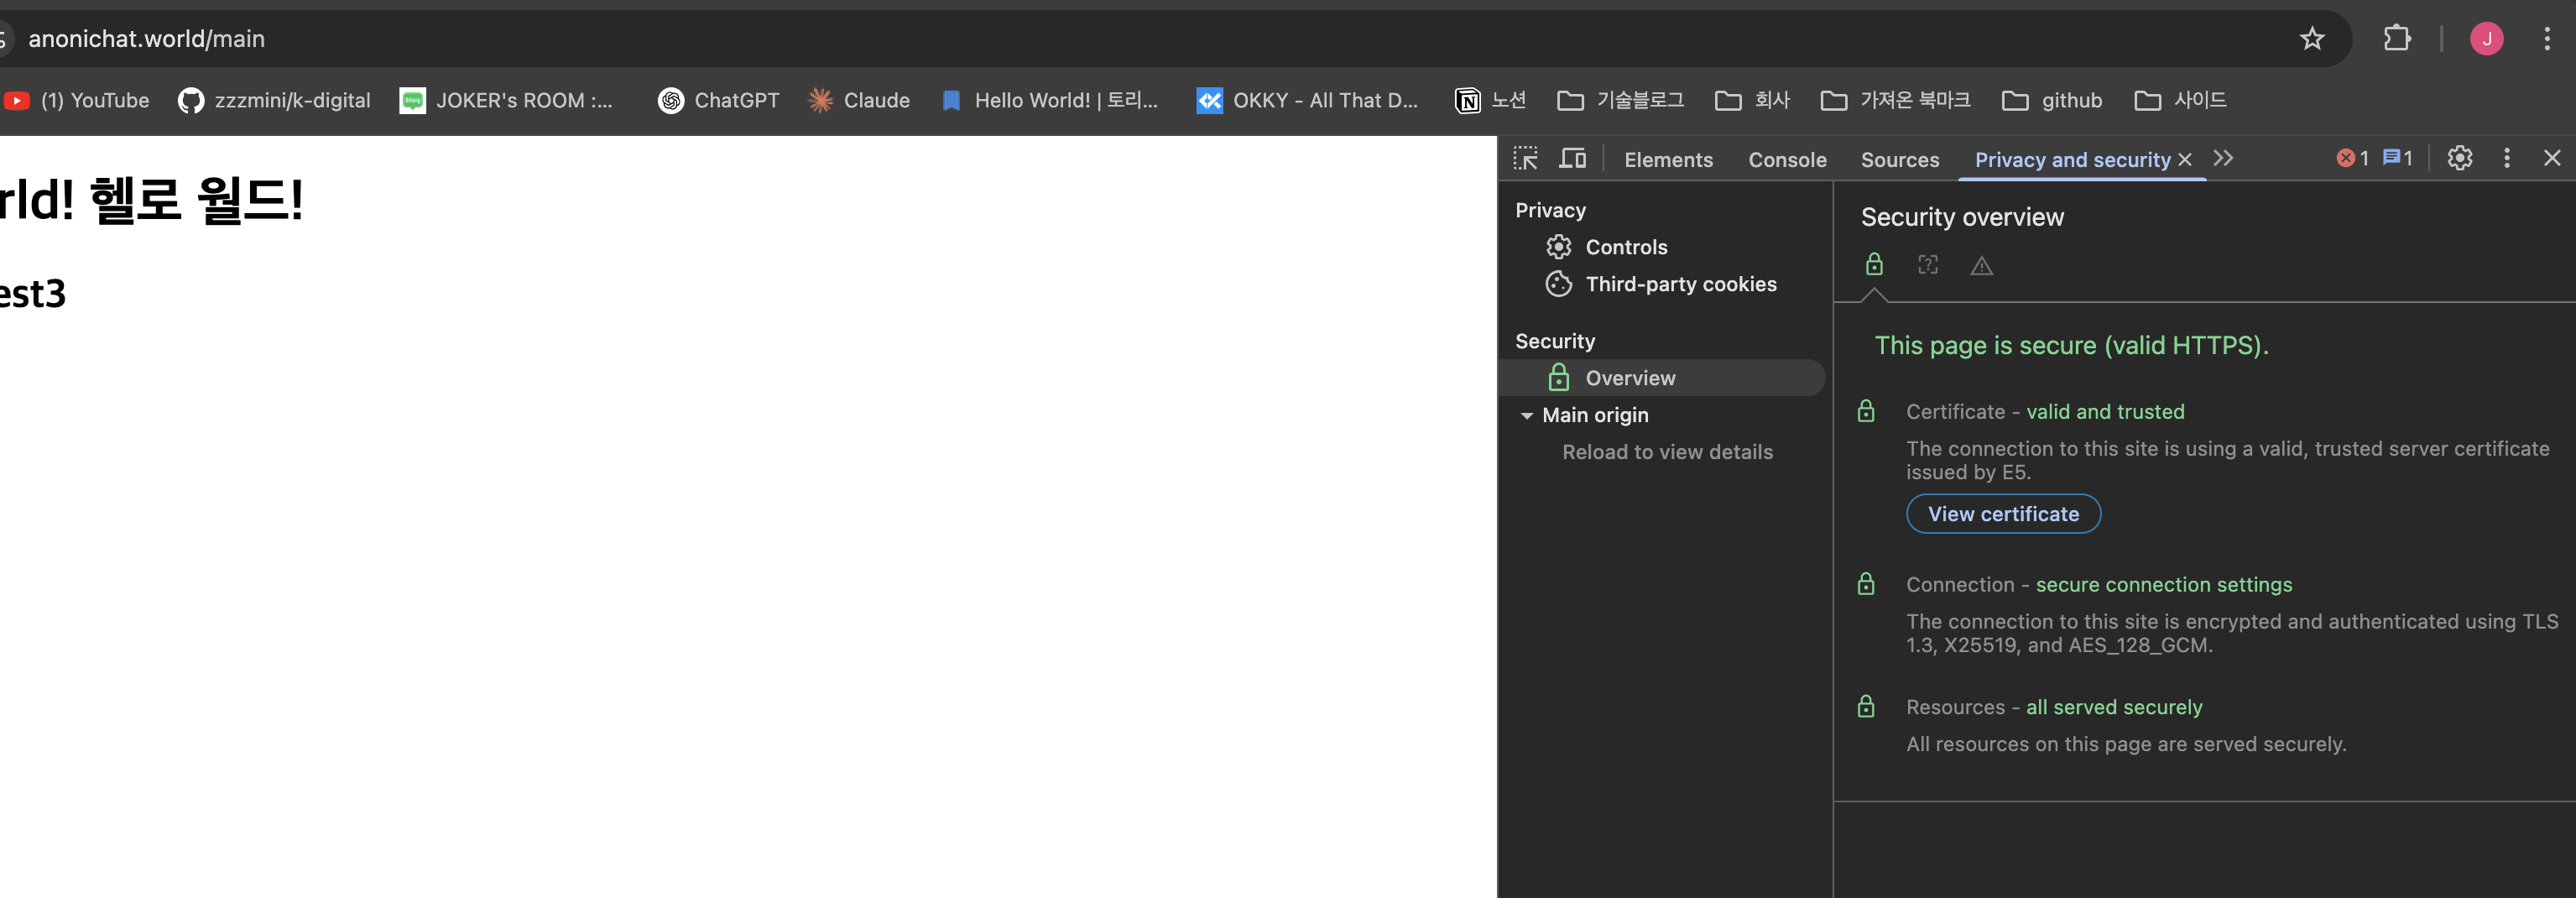 anonichat.world/main
J
(1) YouTube
zzzmini/k-digital
JOKER's ROOM :...
ChatGPT
Claude
Hello World! | 토리...
OKKY - All That D...
노션
기술블로그
회사
가져온 북마크
github
사이드
rld! 헬로 월드!
est3
Elements
Console
Sources
Privacy and security
1
1
Privacy
Controls
Third-party cookies
Security
Overview
Main origin
Reload to view details
Security overview
This page is secure (valid HTTPS).
Certificate - valid and trusted
The connection to this site is using a valid, trusted server certificate
issued by E5.
View certificate
Connection - secure connection settings
The connection to this site is encrypted and authenticated using TLS
1.3, X25519, and AES_128_GCM.
Resources - all served securely
All resources on this page are served securely.